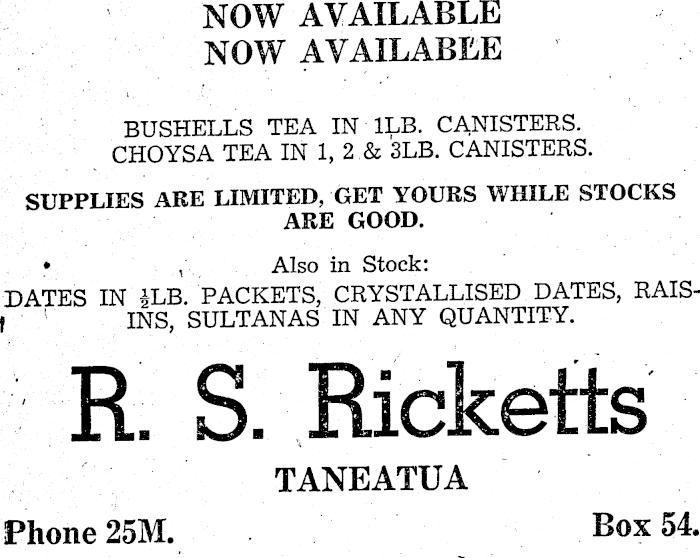 NOW AVAILABLE
NOW AVAILABLE
BUSHELLS TEA IN 1LB. CANISTERS.
CHOYSA TEA IN 1, 2 & 3LB. CANISTERS.
SUPPLIES ARE LIMITED, GET YOURS WHILE STOCKS
ARE GOOD.
Also in Stock:
DATES IN ½LB. PACKETS, CRYSTALLISED DATES, RAIS-
INS, SULTANAS IN ANY QUANTITY.
R. S. Ricketts
TANEATUA
Phone 25M. Box 54.